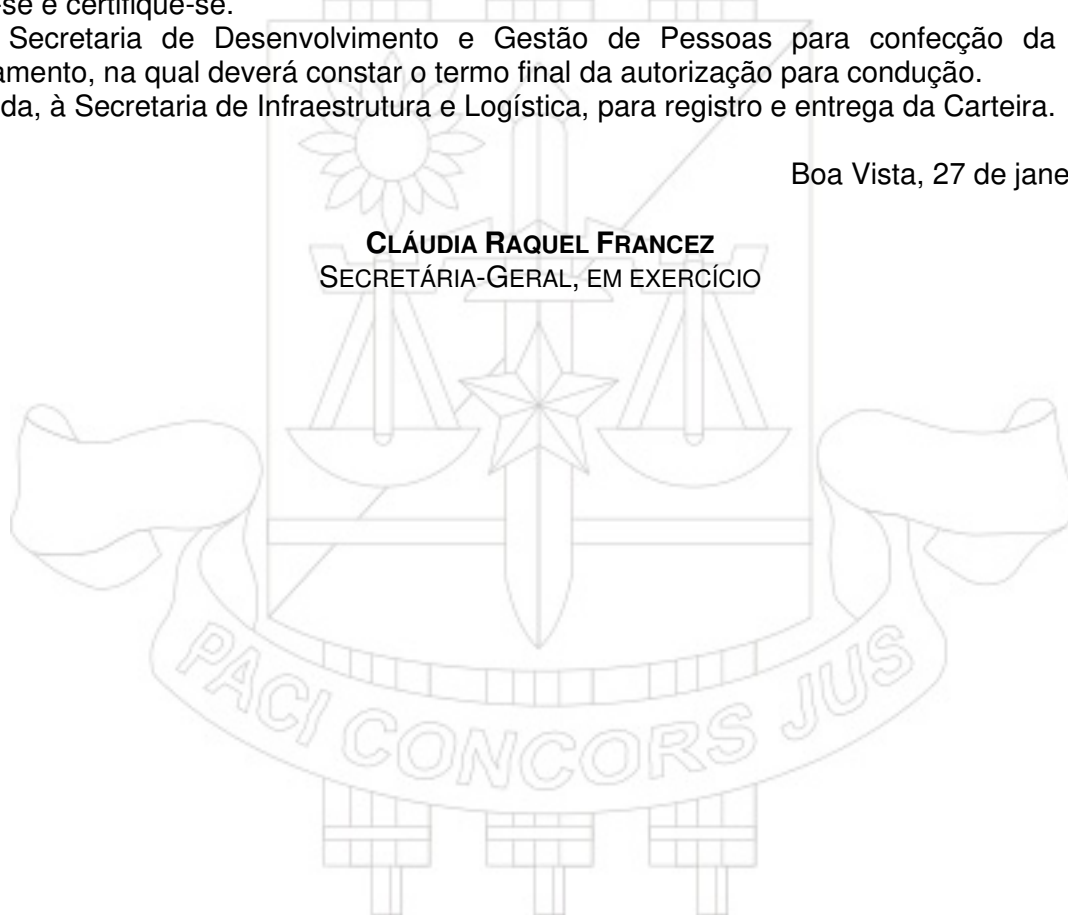 -se e certifique-se.
Secretaria de Desenvolvimento e Gestão de Pessoas para confecção da
amento, na qual deverá constar o termo final da autorização para condução.
da, à Secretaria de Infraestrutura e Logística, para registro e entrega da Carteira.
Boa Vista, 27 de jane
CLÁUDIA RAQUEL FRANCEZ
SECRETÁRIA-GERAL, EM EXERCÍCIO
PACI CONCORS JUS